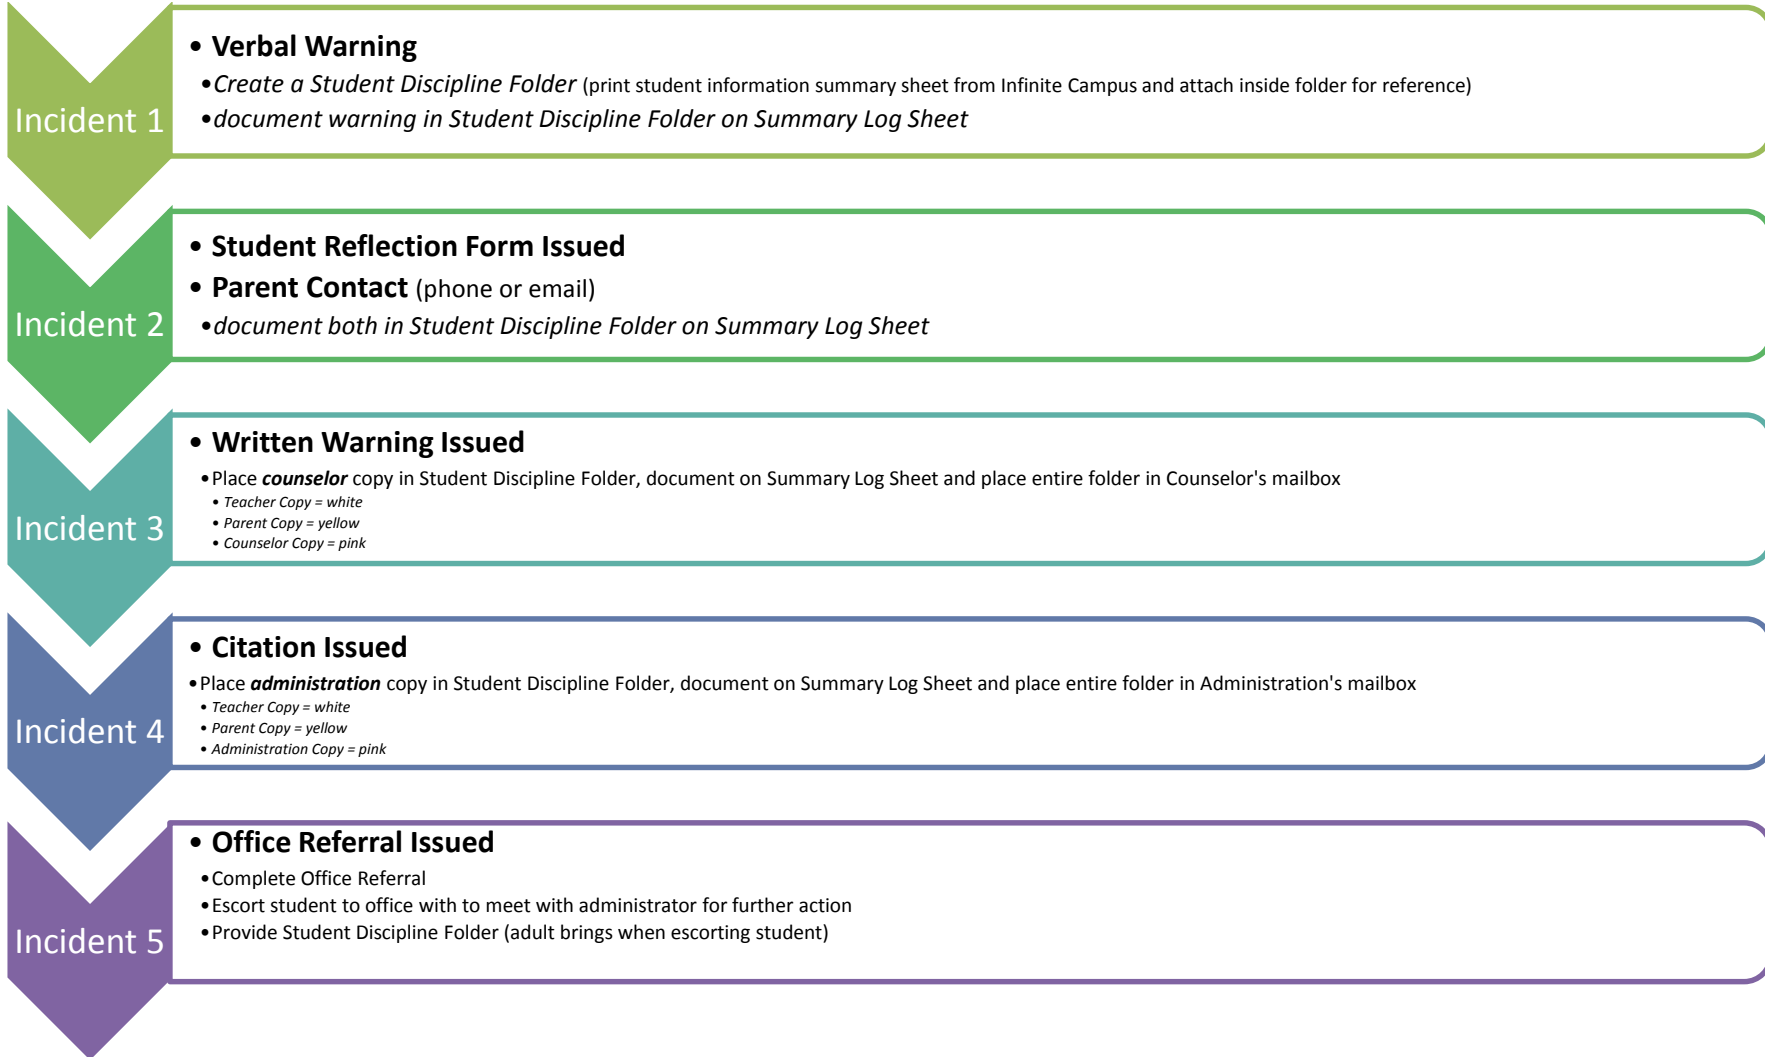 Incident 1
• Verbal Warning
•Create a Student Discipline Folder (print student information summary sheet from Infinite Campus and attach inside folder for reference)
•document warning in Student Discipline Folder on Summary Log Sheet
Incident 2
• Student Reflection Form Issued
• Parent Contact (phone or email)
•document both in Student Discipline Folder on Summary Log Sheet
Incident 3
• Written Warning Issued
•Place counselor copy in Student Discipline Folder, document on Summary Log Sheet and place entire folder in Counselor's mailbox
• Teacher Copy = white
• Parent Copy = yellow
• Counselor Copy = pink
Incident 4
• Citation Issued
•Place administration copy in Student Discipline Folder, document on Summary Log Sheet and place entire folder in Administration's mailbox
• Teacher Copy = white
• Parent Copy = yellow
• Administration Copy = pink
Incident 5
• Office Referral Issued
•Complete Office Referral
•Escort student to office with to meet with administrator for further action
•Provide Student Discipline Folder (adult brings when escorting student)